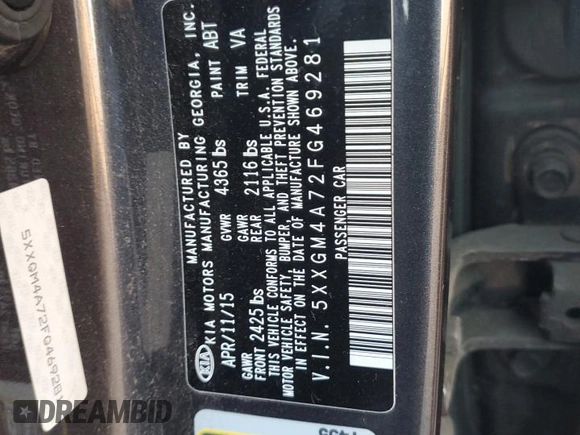 MANUFACTURED BY
KIA KIA MOTORS MANUFACTURING GEORGIA, INC.
APR/11/15 GVWR 4365 lbs PAINT ABT
GAWR GAWR TRIM VA
FRONT 2425 lbs REAR 2116 lbs
THIS VEHICLE CONFORMS TO ALL APPLICABLE U.S.A. FEDERAL
MOTOR VEHICLE SAFETY, BUMPER, AND THEFT PREVENTION STANDARDS
IN EFFECT ON THE DATE OF MANUFACTURE SHOWN ABOVE.
V.I.N. 5XXGM4A72FG469281
PASSENGER CAR
5XXGM4A72FG469281
DREAMBID